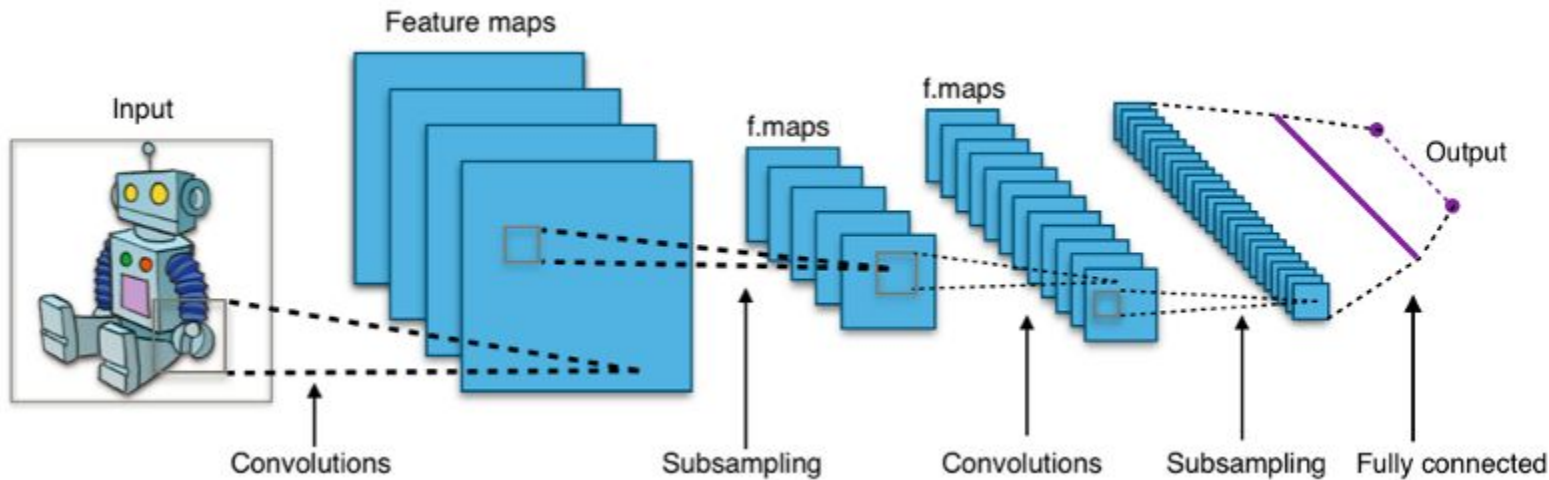 Feature maps
Input
f.maps
f.maps
Output
Convolutions
Subsampling
Convolutions
Subsampling
Fully connected